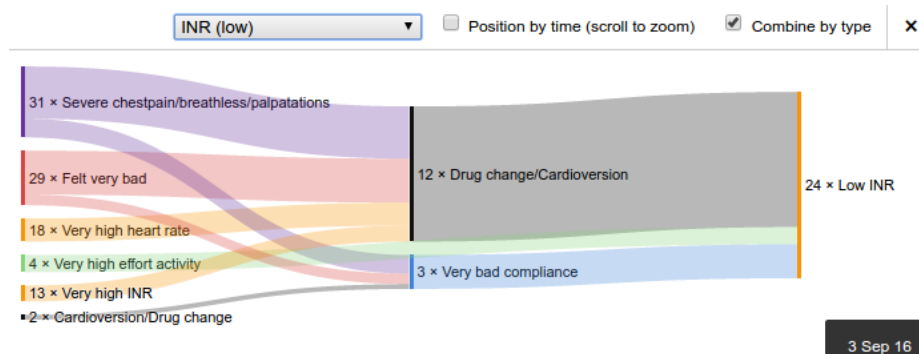 INR (low)
Position by time (scroll to zoom)
Combine by type
×
31 × Severe chestpain/breathless/palpatations
29 × Felt very bad
18 × Very high heart rate
4 × Very high effort activity
13 × Very high INR
2 × Cardioversion/Drug change
12 × Drug change/Cardioversion
3 × Very bad compliance
24 × Low INR
3 Sep 16